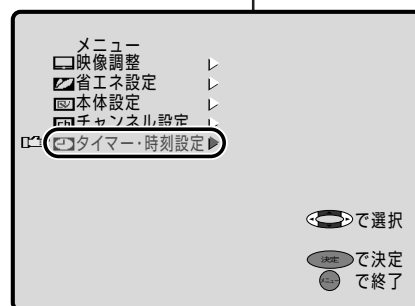 メニュー
映像調整
省エネ設定
本体設定
チャンネル設定
タイマー・時刻設定
で選択
決定 で決定
メニュー で終了